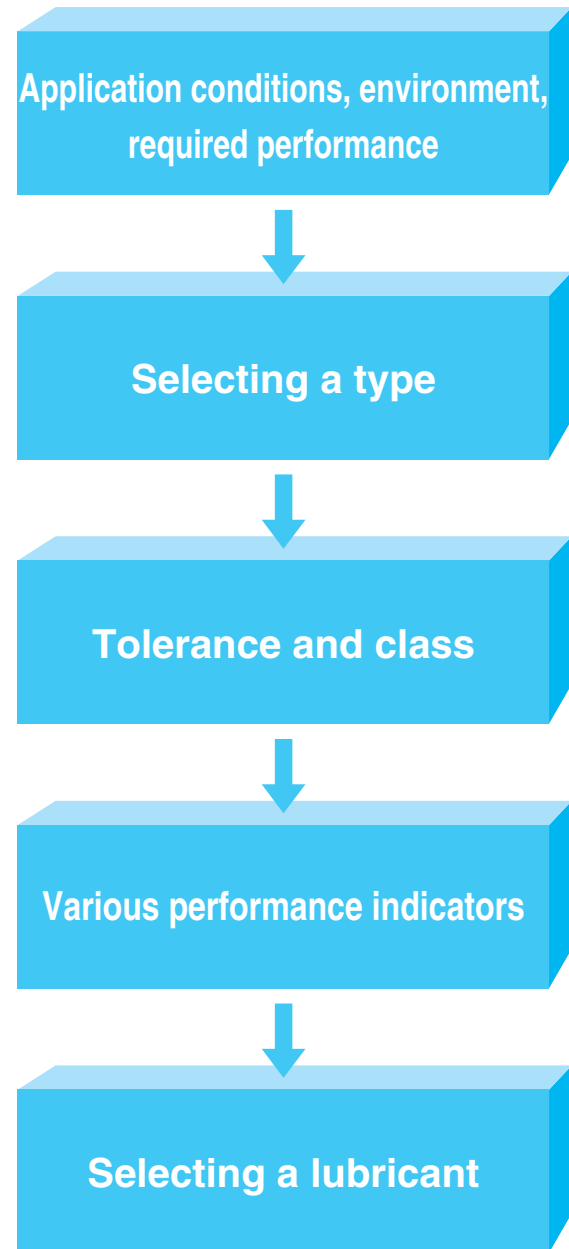 Application conditions, environment,
required performance
Selecting a type
Tolerance and class
Various performance indicators
Selecting a lubricant